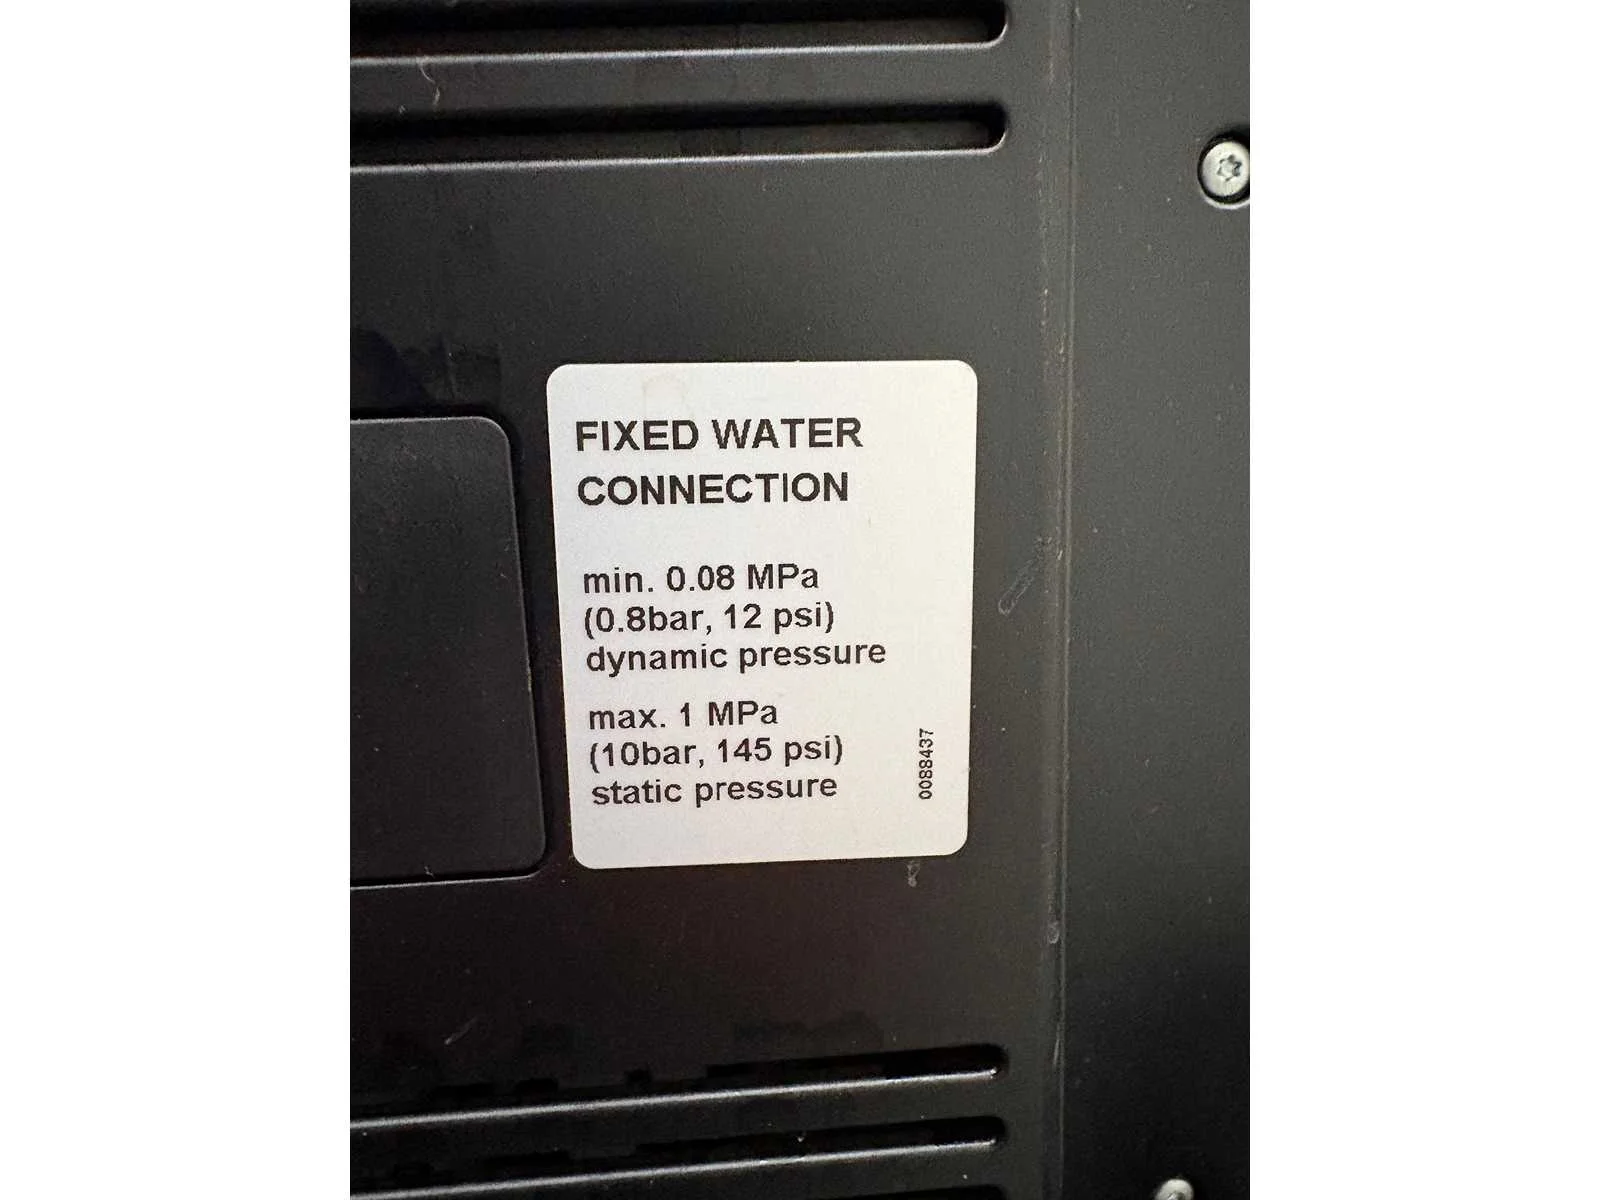 FIXED WATER
CONNECTION
min. 0.08 MPa
(0.8bar, 12 psi)
dynamic pressure
max. 1 MPa
(10bar, 145 psi)
static pressure
0088437